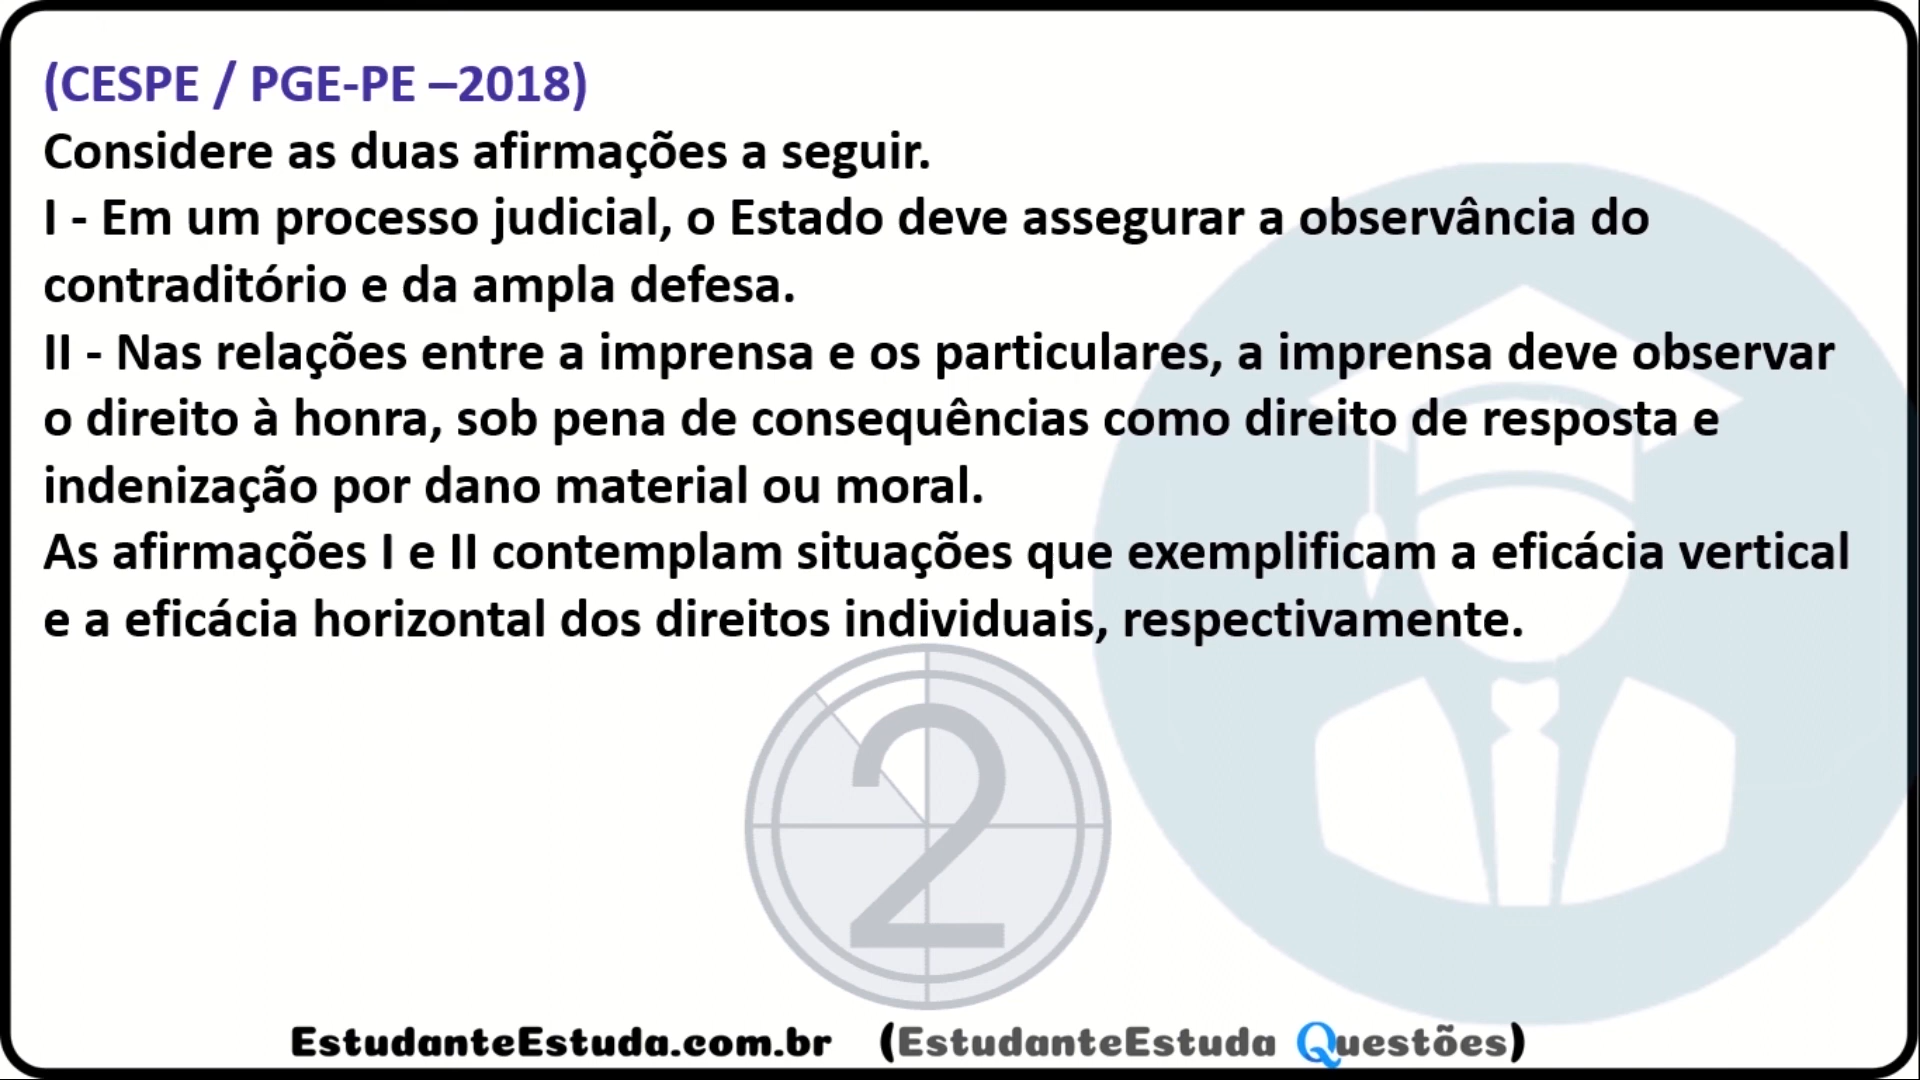 (CESPE / PGE-PE –2018)
Considere as duas afirmações a seguir.
I - Em um processo judicial, o Estado deve assegurar a observância do
contraditório e da ampla defesa.
II - Nas relações entre a imprensa e os particulares, a imprensa deve observar
o direito à honra, sob pena de consequências como direito de resposta e
indenização por dano material ou moral.
As afirmações I e II contemplam situações que exemplificam a eficácia vertical
e a eficácia horizontal dos direitos individuais, respectivamente.
2
EstudanteEstuda.com.br (EstudanteEstuda Questões)